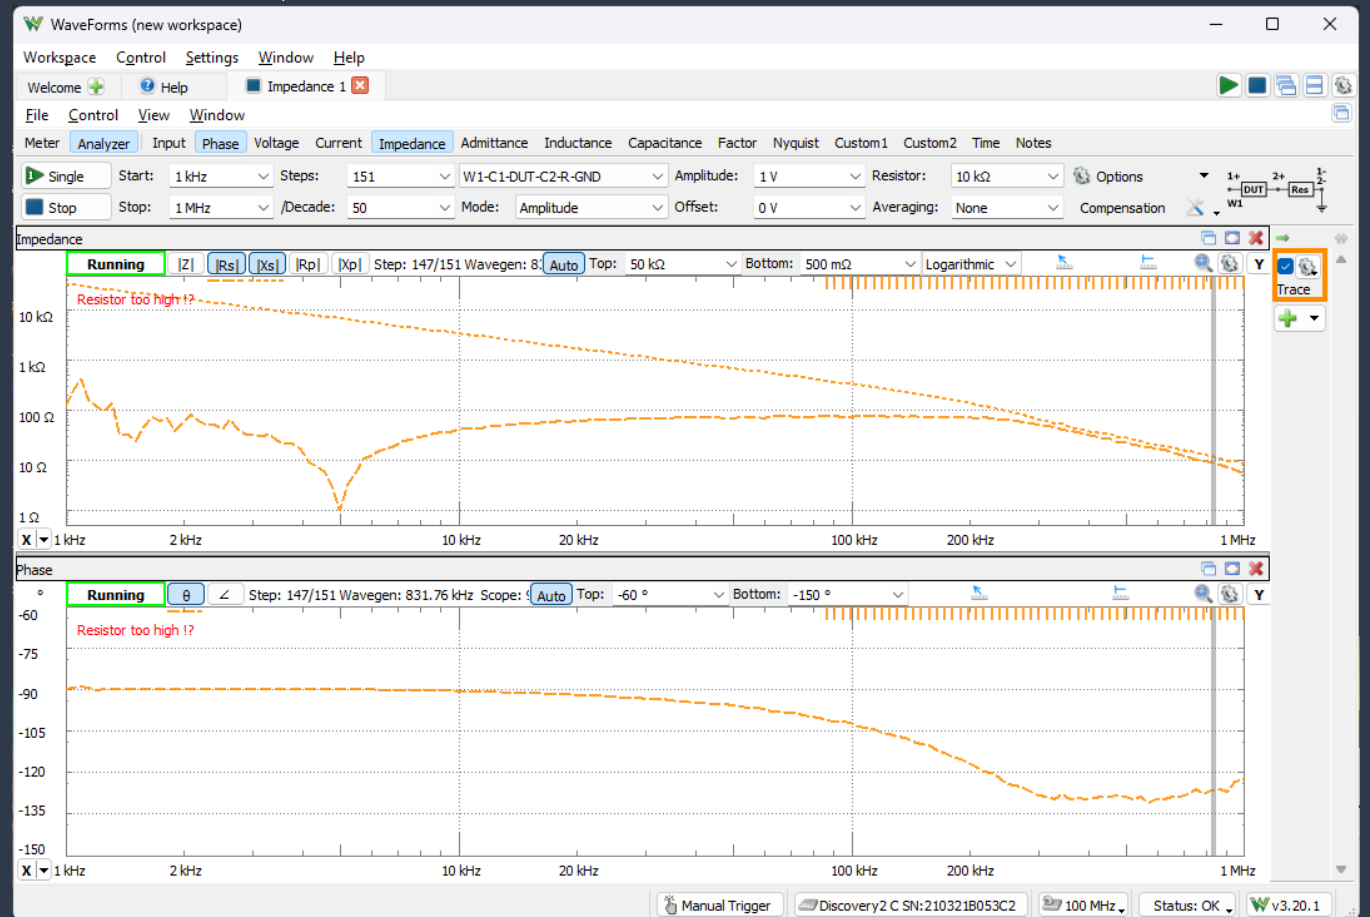 WaveForms (new workspace)
Workspace Control Settings Window Help
Welcome Help Impedance 1
File Control View Window
Meter Analyzer Input Phase Voltage Current Impedance Admittance Inductance Capacitance Factor Nyquist Custom1 Custom2 Time Notes
Single Start: 1 kHz Steps: 151 W1-C1-DUT-C2-R-GND Amplitude: 1 V Resistor: 10 kΩ Options
Stop Stop: 1 MHz /Decade: 50 Mode: Amplitude Offset: 0 V Averaging: None Compensation
1+ 2+ 1- 2-
DUT Res
W1
Impedance
Running |Z| |Rs| |Xs| |Rp| |Xp| Step: 147/151 Wavegen: 8 Auto Top: 50 kΩ Bottom: 500 mΩ Logarithmic Y
Trace
Resistor too high !?
10 kΩ
1 kΩ
100 Ω
10 Ω
1 Ω
X 1 kHz 2 kHz 10 kHz 20 kHz 100 kHz 200 kHz 1 MHz
Phase
° Running θ ∠ Step: 147/151 Wavegen: 831.76 kHz Scope: Auto Top: -60 ° Bottom: -150 ° Y
-60
Resistor too high !?
-75
-90
-105
-120
-135
-150
X 1 kHz 2 kHz 10 kHz 20 kHz 100 kHz 200 kHz 1 MHz
Manual Trigger Discovery2 C SN:210321B053C2 100 MHz Status: OK v3.20.1